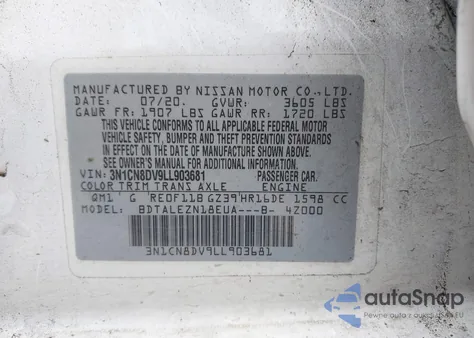 MANUFACTURED BY NISSAN MOTOR CO., LTD.
DATE: 07/20. GVWR: 3605 LBS
GAWR FR: 1907 LBS GAWR RR: 1720 LBS
THIS VEHICLE CONFORMS TO ALL APPLICABLE FEDERAL MOTOR
VEHICLE SAFETY, BUMPER AND THEFT PREVENTION STANDARDS
IN EFFECT ON THE DATE OF MANUFACTURE SHOWN ABOVE.
SEE OWNER'S MANUAL FOR ADDITIONAL INFORMATION.
VIN: 3N1CN8DV9LL903681 PASSENGER CAR.
COLOR TRIM TRANS AXLE ENGINE
QM1 G RE0F11B GZ39 HR16DE 1598 CC
MODEL: BDTALEZN18EUA---B- 4Z000
3N1CN8DV9LL903681
autoSnap
Pewne auta z USA